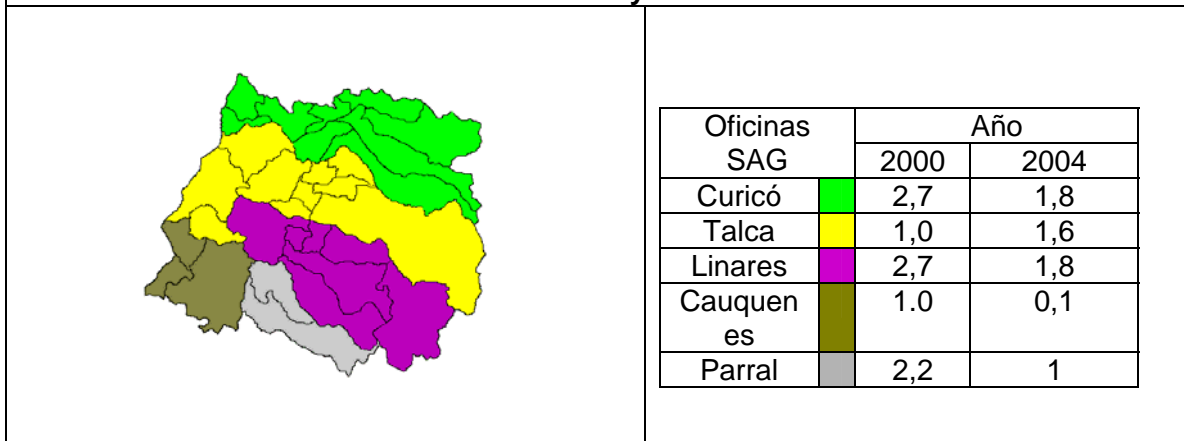 Oficinas SAG Año
2000 2004
Curicó 2,7 1,8
Talca 1,0 1,6
Linares 2,7 1,8
Cauquen
es 1.0 0,1
Parral 2,2 1